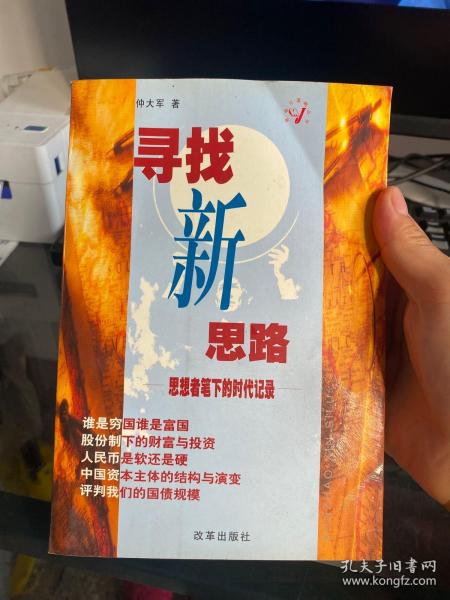 仲大军 著
寻找
新
思路
思想者笔下的时代记录
谁是穷国谁是富国
股份制下的财富与投资
人民币是软还是硬
中国资本主体的结构与演变
评判我们的国债规模
改革出版社
孔夫子旧书网
www.kongfz.com